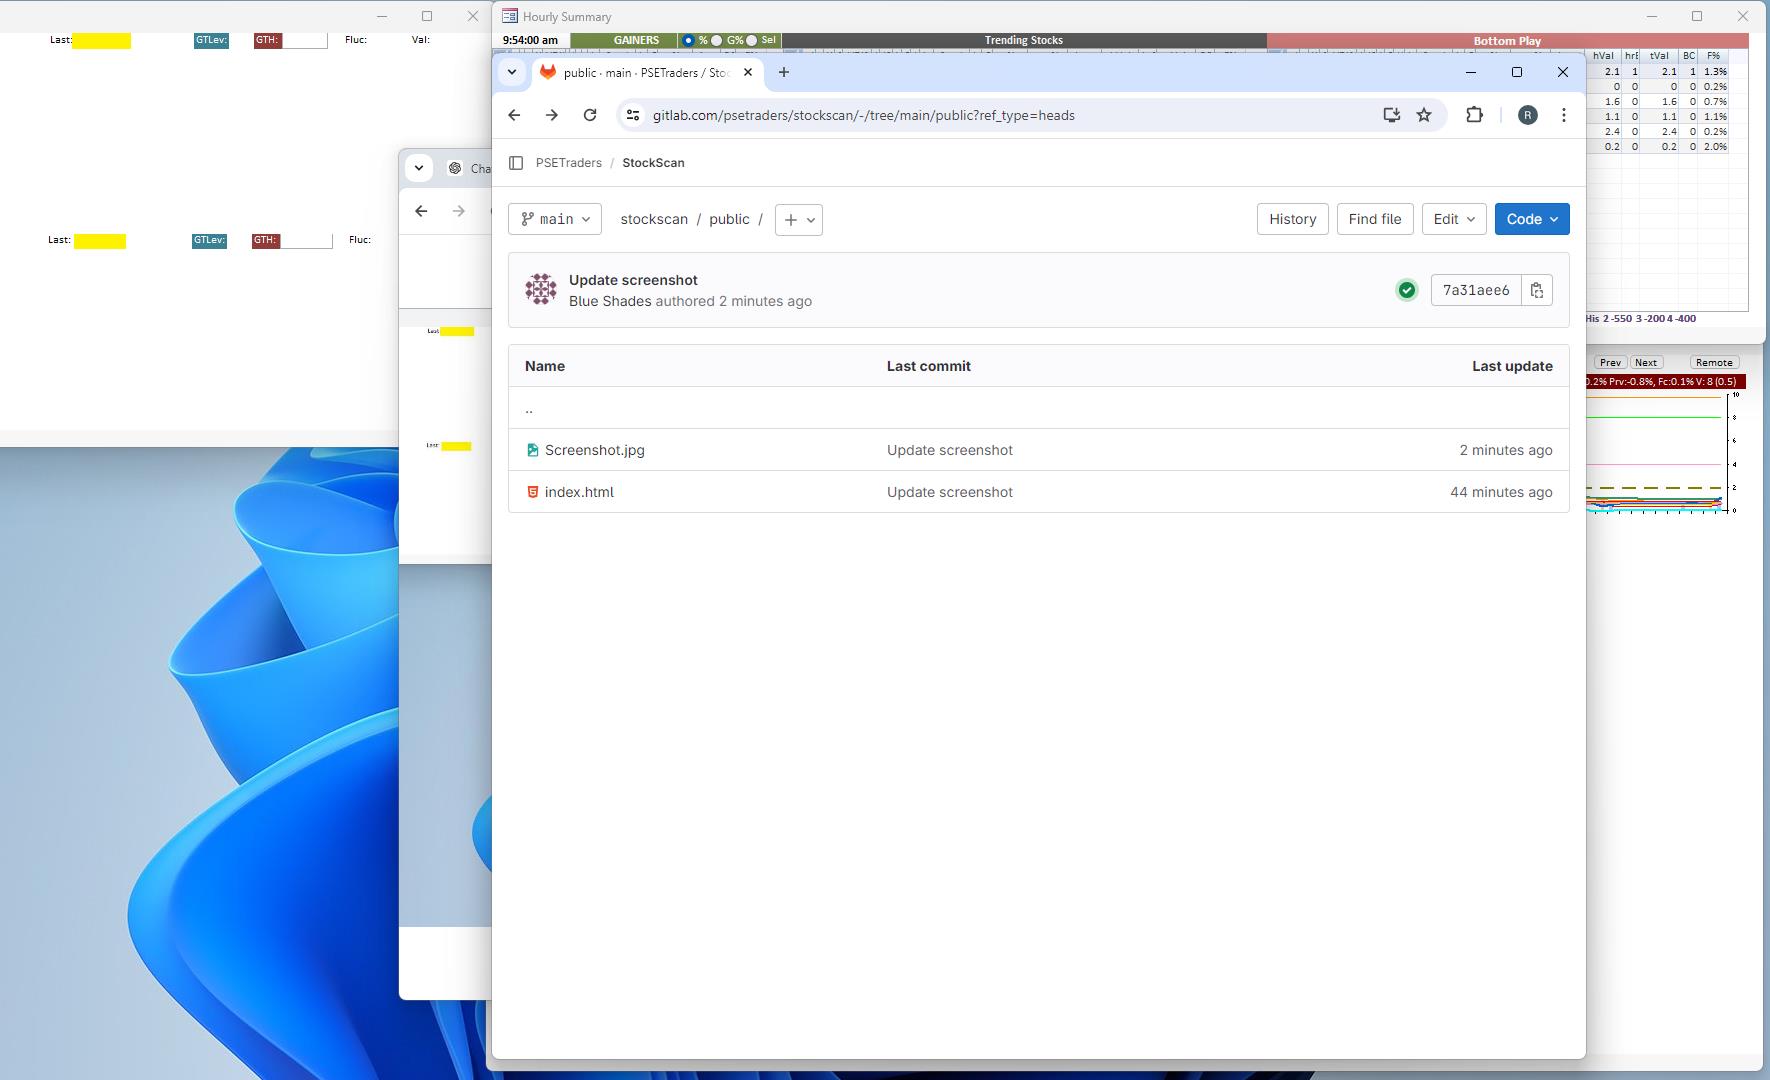 Last:
GTLev:
GTH:
Fluc:
Val:
Last:
GTLev:
GTH:
Fluc:
Cha
Last
Last:
Hourly Summary
9:54:00 am
GAINERS
% G% Sel
Trending Stocks
Bottom Play
public · main · PSETraders / Stoc
gitlab.com/psetraders/stockscan/-/tree/main/public?ref_type=heads
R
PSETraders / StockScan
main
stockscan / public /
History
Find file
Edit
Code
Update screenshot
Blue Shades authored 2 minutes ago
7a31aee6
Name Last commit Last update
..
Screenshot.jpg Update screenshot 2 minutes ago
index.html Update screenshot 44 minutes ago
hVal hrE tVal BC F%
2.1 1 2.1 1 1.3%
0 0 0 0 0.2%
1.6 0 1.6 0 0.7%
1.1 0 1.1 0 1.1%
2.4 0 2.4 0 0.2%
0.2 0 0.2 0 2.0%
His 2 -550 3 -200 4 -400
Prev Next Remote
0.2% Prv:-0.8%, Fc:0.1% V: 8 (0.5)
10
8
6
4
2
0